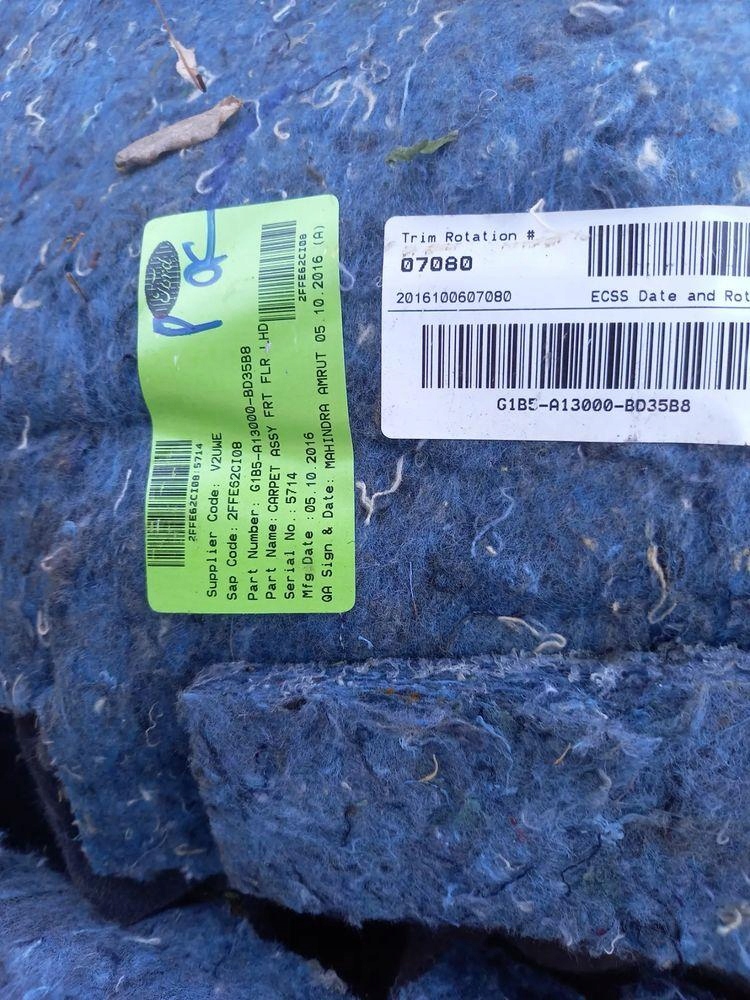 Ford
2FFE62CI08
2FFE62CI08:5714
Supplier Code: V2UWE
Sap Code: 2FFE62CI08
Part Number: G1B5-A13000-BD35B8
Part Name: CARPET ASSY FRT FLR LHD
Serial No.: 5714
Mfg Date :05.10.2016
QA Sign & Date: MAHINDRA AMRUT 05.10.2016 (A)
Trim Rotation #
07080
2016100607080 ECSS Date and Rot
G1B5-A13000-BD35B8